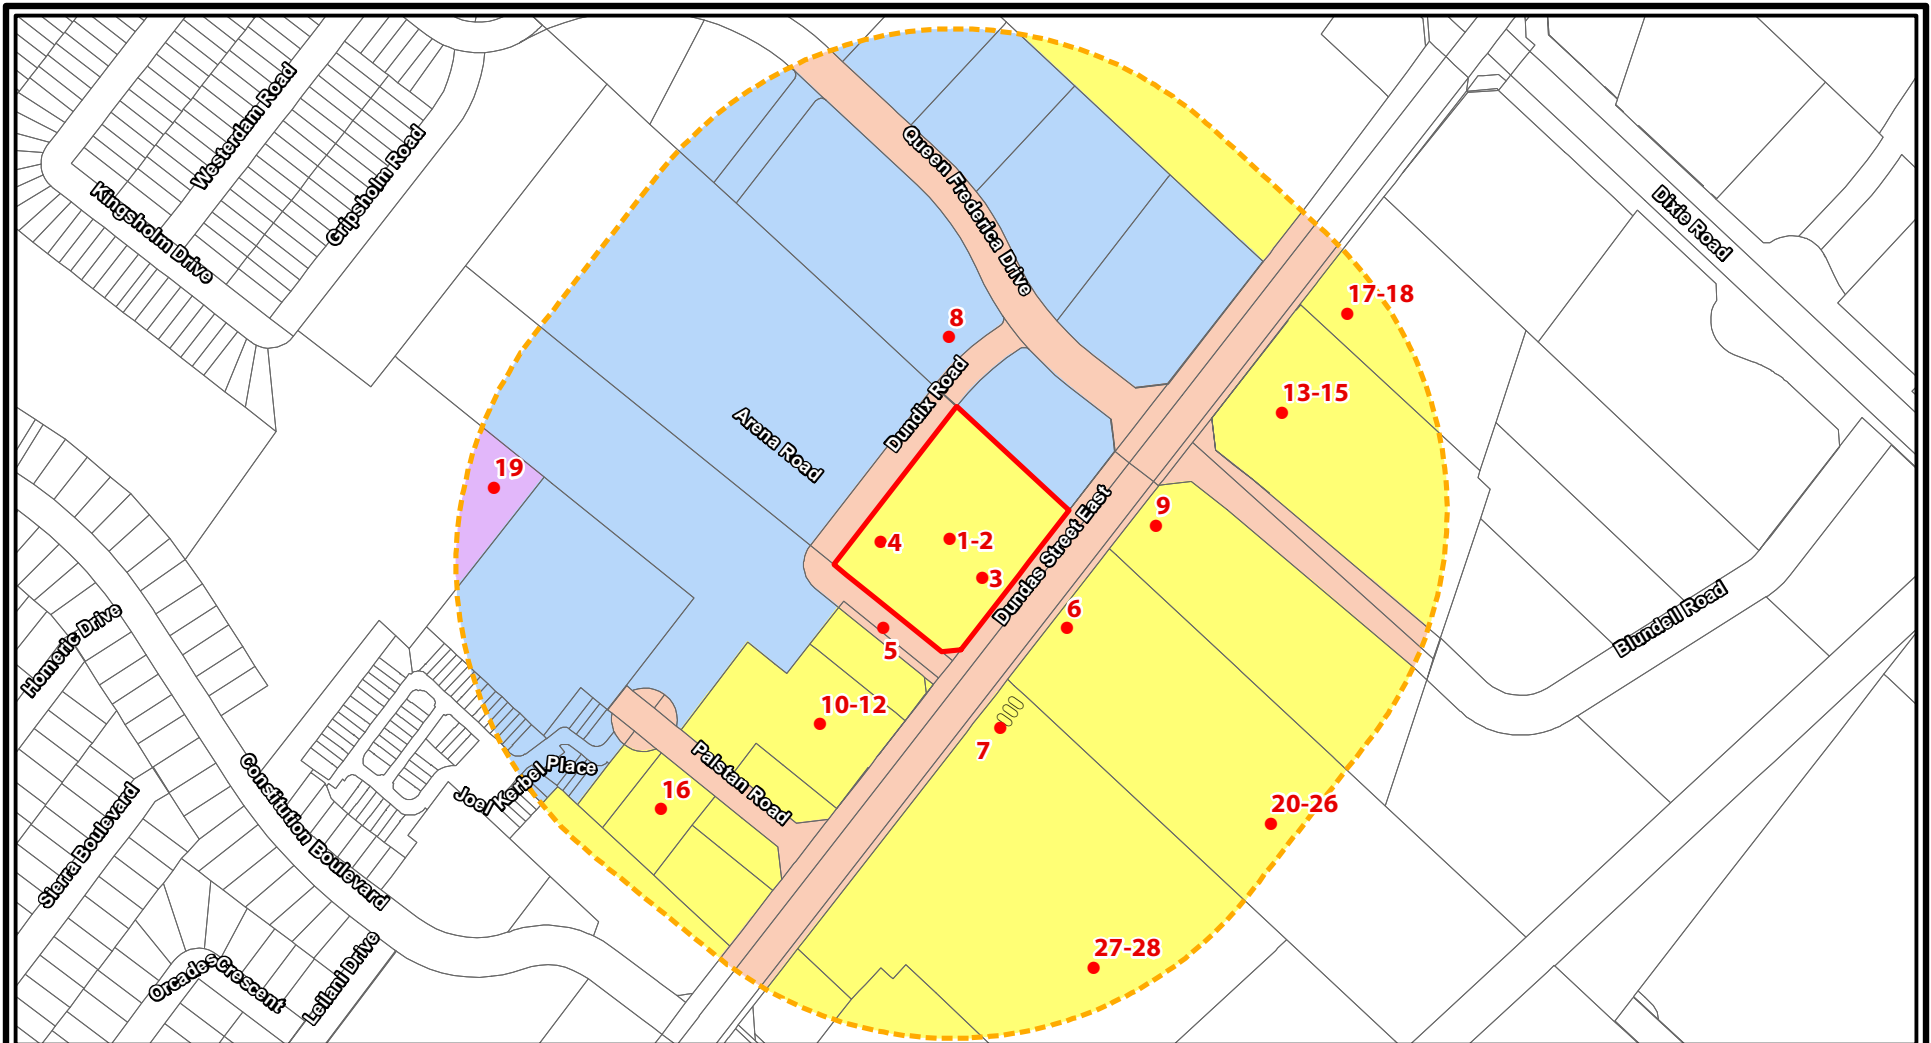 Westerdam Road
Kingsholm Drive
Gripsholm Road
Queen Frederica Drive
Dixie Road
17-18
8
13-15
Dundix Road
Arena Road
19
9
Dundas Street East
4
1-2
3
6
5
Homeric Drive
Blundell Road
10-12
7
Palstan Road
16
Joel Kerbel Place
20-26
Constitution Boulevard
Sierra Boulevard
27-28
Orcades Crescent
Leilani Drive